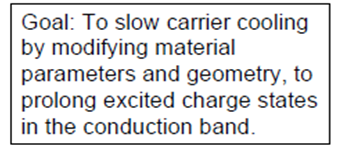 Goal: To slow carrier cooling
by modifying material
parameters and geometry, to
prolong excited charge states
in the conduction band.